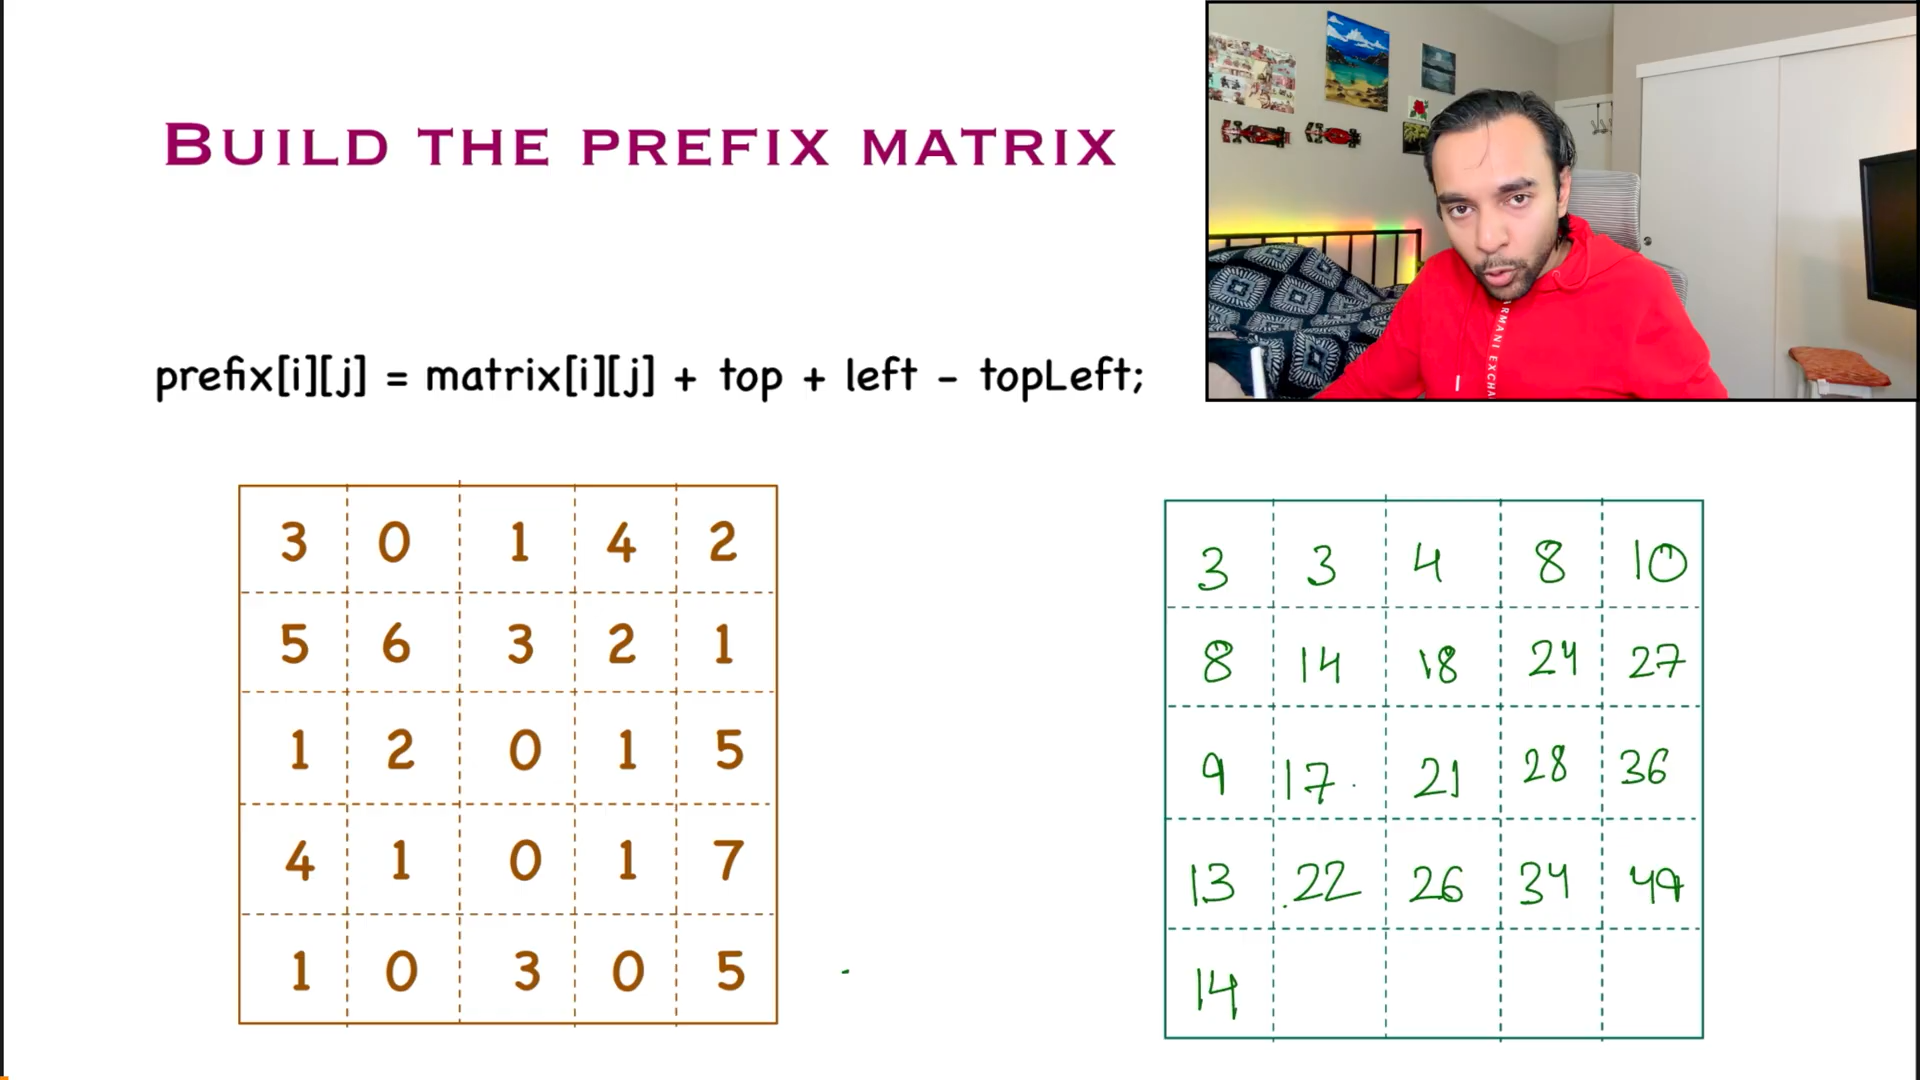 BUILD THE PREFIX MATRIX
prefix[i][j] = matrix[i][j] + top + left - topLeft;
3 0 1 4 2
5 6 3 2 1
1 2 0 1 5
4 1 0 1 7
1 0 3 0 5
3 3 4 8 10
8 14 18 24 27
9 17 21 28 36
13 22 26 34 49
14